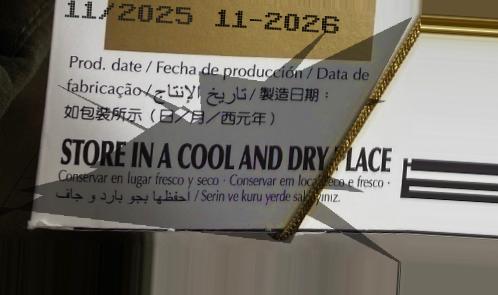 11/2025 11-2026
Prod. date / Fecha de producción / Data de
fabricação / تاريخ الإنتاج / 製造日期：
如包裝所示（日／月／西元年）
STORE IN A COOL AND DRY PLACE
Conservar en lugar fresco y seco · Conservar em local seco e fresco ·
احفظها بجو بارد و جاف / Serin ve kuru yerde saklayınız.